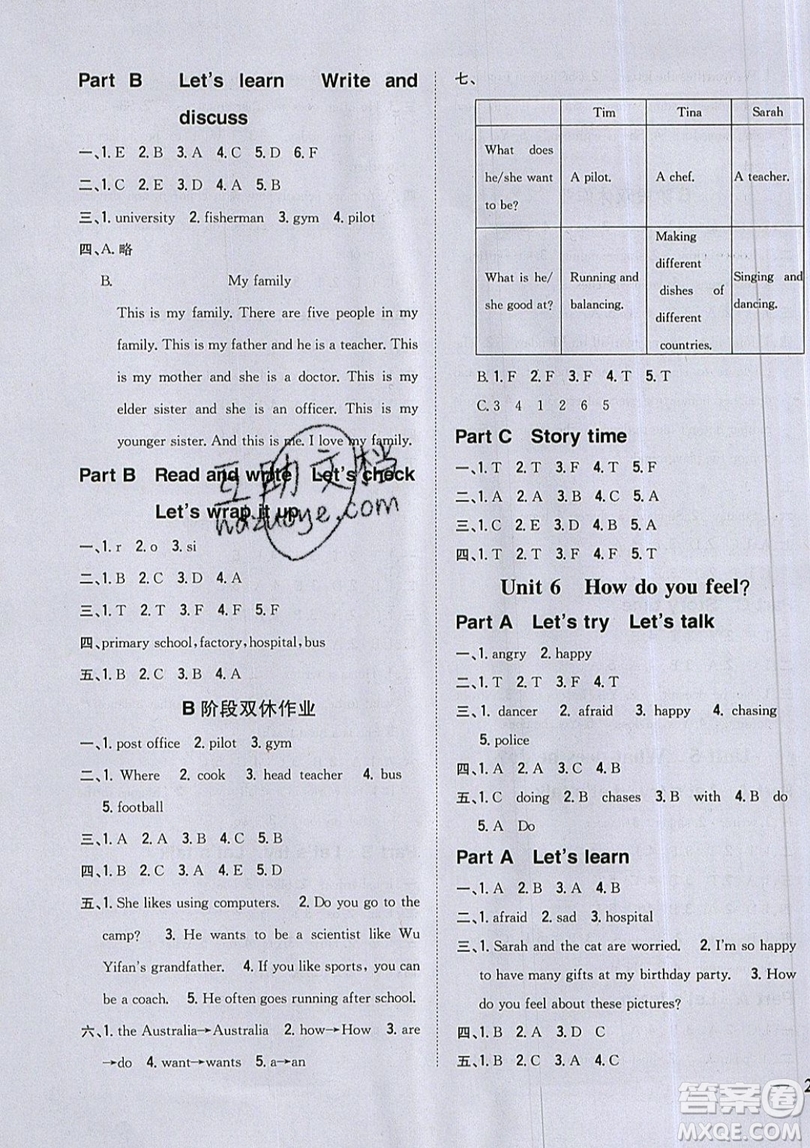 Part B Let's learn Write and
discuss
一、1. E 2. B 3. A 4. C 5. D 6. F
二、1. C 2. E 3. D 4. A 5. B
三、1. university 2. fisherman 3. gym 4. pilot
四、A. 略
B. My family
This is my family. There are five people in my
family. This is my father and he is a teacher. This
is my mother and she is a doctor. This is my
elder sister and she is an officer. This is my
younger sister. And this is me. I love my family.
Part B Read and write Let's check
Let's wrap it up
一、1. r 2. o 3. si
二、1. B 2. C 3. D 4. A
三、1. T 2. T 3. F 4. T 5. F
四、primary school, factory, hospital, bus
五、1. B 2. C 3. D 4. A
B 阶段双休作业
一、1. post office 2. pilot 3. gym
二、1. Where 2. cook 3. head teacher 4. bus
5. football
三、1. A 2. A 3. C 4. B 5. B
四、1. B 2. C 3. A 4. E 5. D
五、1. She likes using computers. 2. Do you go to the
camp? 3. He wants to be a scientist like Wu
Yifan's grandfather. 4. If you like sports, you can
be a coach. 5. He often goes running after school.
六、1. the Australia→Australia 2. how→How 3. are
→do 4. want→wants 5. a→an
七、
Tim Tina Sarah
What does he/she want to be? A pilot. A chef. A teacher.
What is he/she good at? Running and balancing. Making different dishes of different countries. Singing and dancing.
B. 1. F 2. F 3. F 4. T 5. T
C. 3 4 1 2 6 5
Part C Story time
一、1. T 2. T 3. T 4. T 5. F
二、1. B 2. A 3. C 4. A 5. C
三、1. B 2. C 3. A 4. E 5. D
四、1. T 2. F 3. F 4. T 5. T
Unit 6 How do you feel?
Part A Let's try Let's talk
一、1. angry 2. happy
二、1. T 2. T 3. F 4. T 5. T
三、1. dancer 2. afraid 3. happy 4. chasing
5. police
四、1. A 2. B 3. C 4. B
五、1. C doing 2. B chases 3. B with 4. B do
5. A Do
Part A Let's learn
一、1. A 2. B 3. C 4. B
二、1. afraid 2. sad 3. hospital
三、1. Sarah and the cat are worried. 2. I'm so happy
to have many gifts at my birthday party. 3. How
do you feel about these pictures?
四、1. B 2. A 3. D C
五、1. C 2. B 3. A 4. B
2
互助文档
hazuoye.com
答案圈
MXQE.COM